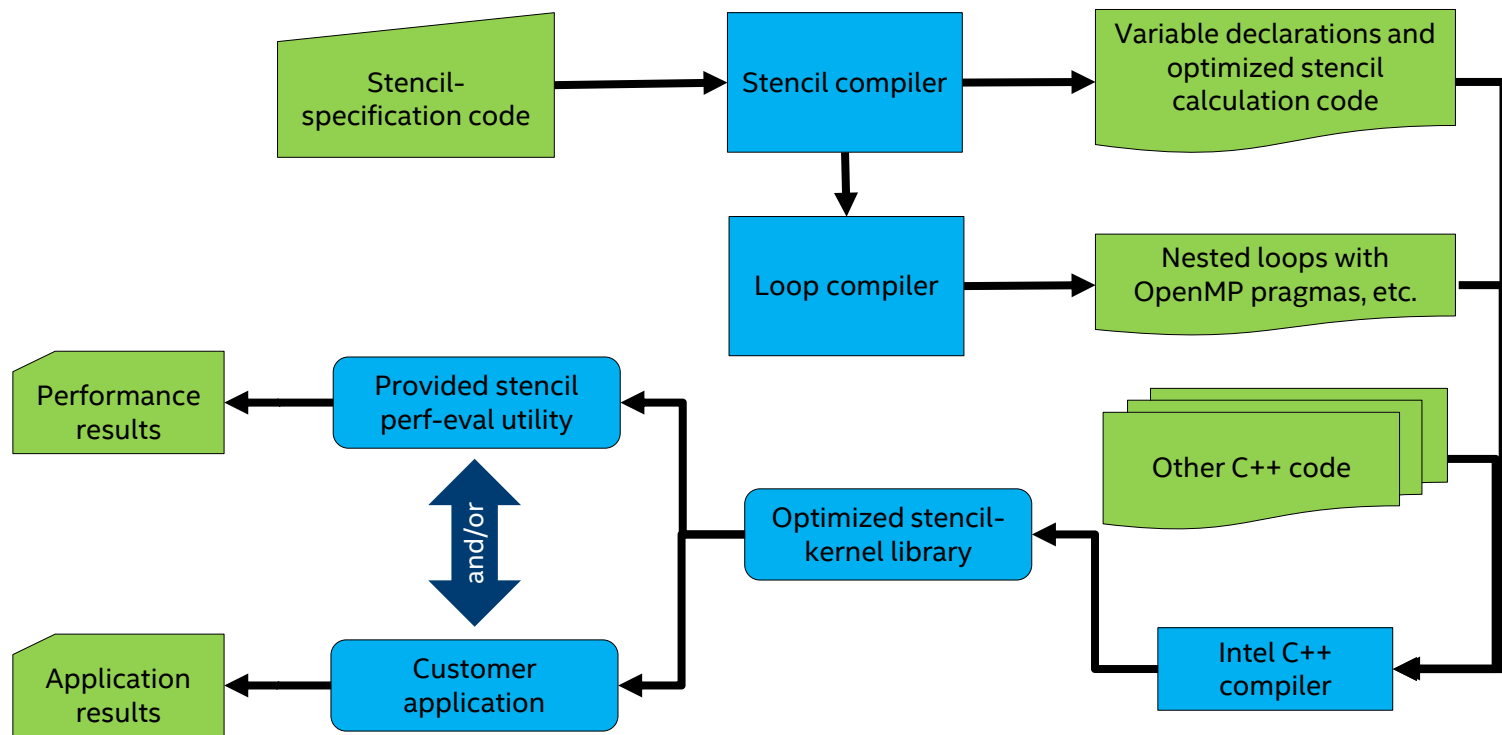 Stencil-
specification code
Stencil compiler
Variable declarations and
optimized stencil
calculation code
Loop compiler
Nested loops with
OpenMP pragmas, etc.
Performance
results
Provided stencil
perf-eval utility
Other C++ code
and/or
Optimized stencil-
kernel library
Application
results
Customer
application
Intel C++
compiler